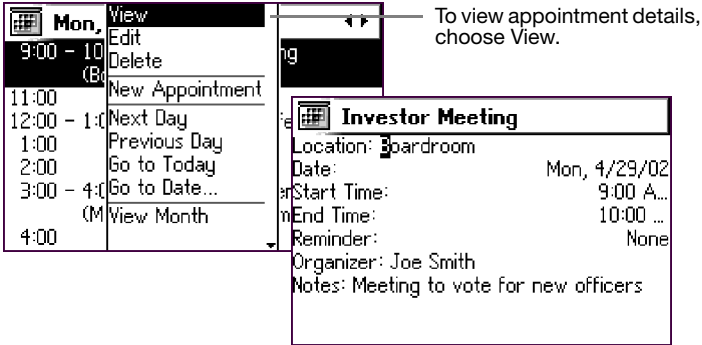 Mon,
9:00 - 10
ng
(Bo
11:00
12:00 - 1:0
1:00
2:00
3:00 - 4:0
(M
4:00
View
Edit
Delete
New Appointment
Next Day
Previous Day
Go to Today
Go to Date...
View Month
To view appointment details,
choose View.
Investor Meeting
Location: Boardroom
Date: Mon, 4/29/02
Start Time: 9:00 A...
End Time: 10:00 ...
Reminder: None
Organizer: Joe Smith
Notes: Meeting to vote for new officers